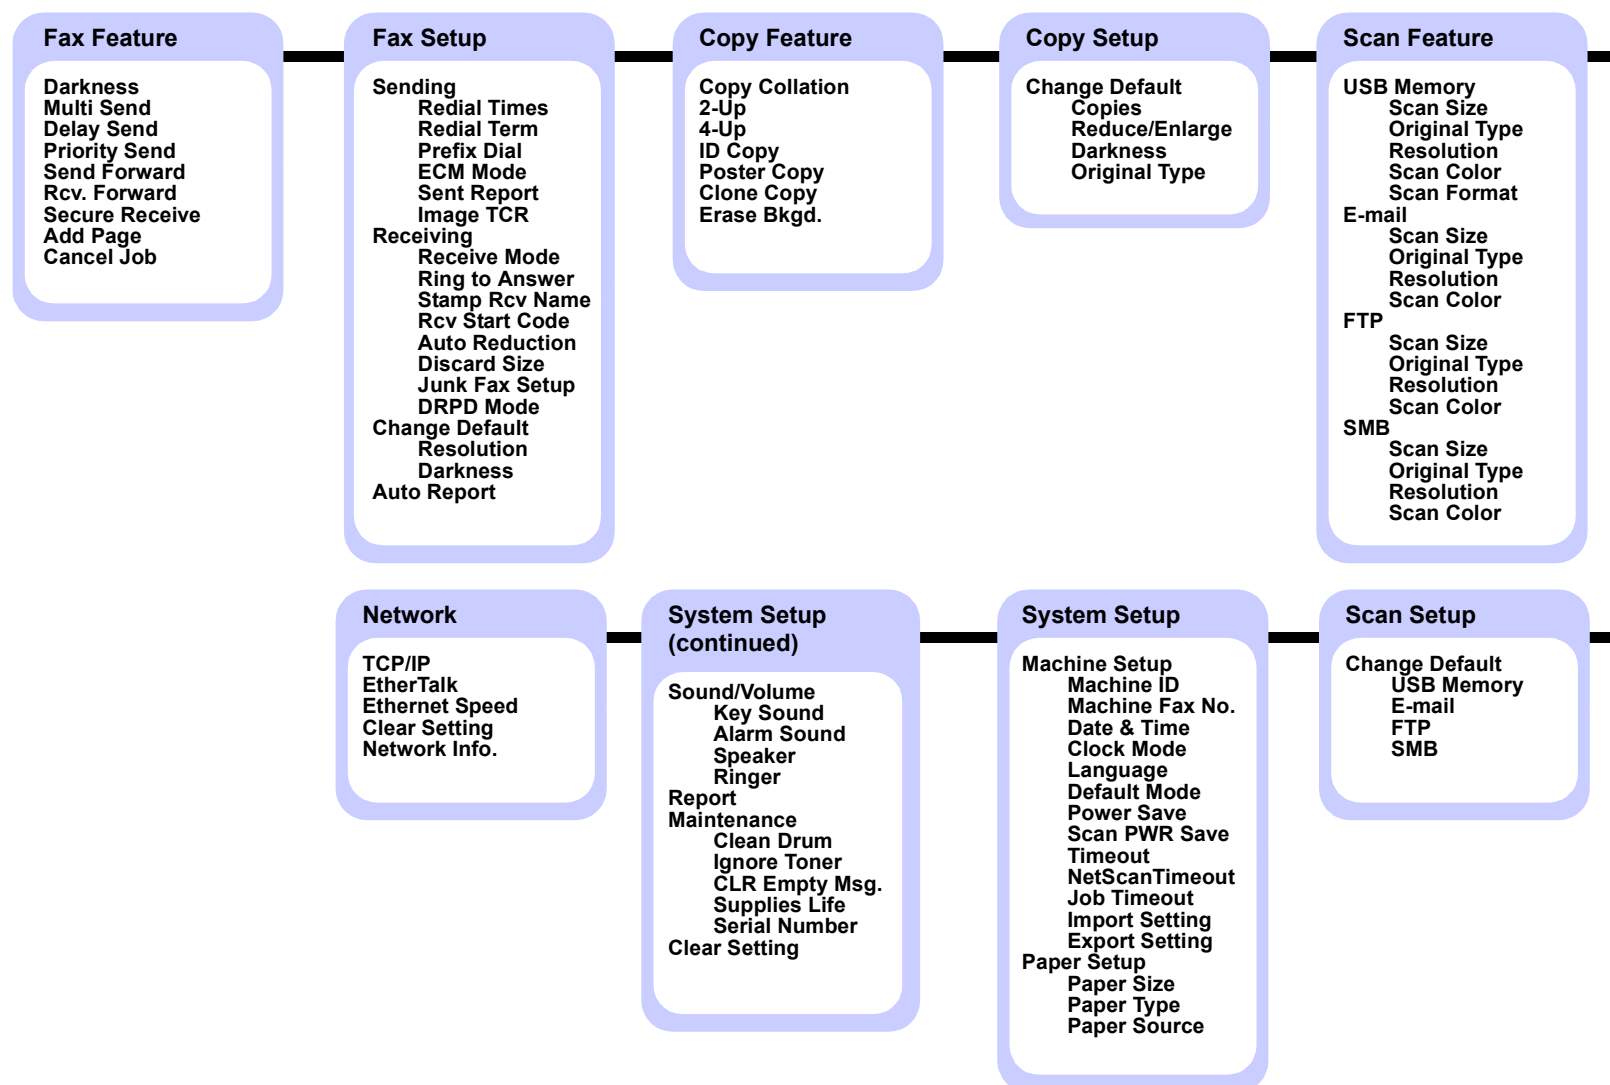 Fax Feature
Darkness
Multi Send
Delay Send
Priority Send
Send Forward
Rcv. Forward
Secure Receive
Add Page
Cancel Job
Fax Setup
Sending
Redial Times
Redial Term
Prefix Dial
ECM Mode
Sent Report
Image TCR
Receiving
Receive Mode
Ring to Answer
Stamp Rcv Name
Rcv Start Code
Auto Reduction
Discard Size
Junk Fax Setup
DRPD Mode
Change Default
Resolution
Darkness
Auto Report
Copy Feature
Copy Collation
2-Up
4-Up
ID Copy
Poster Copy
Clone Copy
Erase Bkgd.
Copy Setup
Change Default
Copies
Reduce/Enlarge
Darkness
Original Type
Scan Feature
USB Memory
Scan Size
Original Type
Resolution
Scan Color
Scan Format
E-mail
Scan Size
Original Type
Resolution
Scan Color
FTP
Scan Size
Original Type
Resolution
Scan Color
SMB
Scan Size
Original Type
Resolution
Scan Color
Network
TCP/IP
EtherTalk
Ethernet Speed
Clear Setting
Network Info.
System Setup
(continued)
Sound/Volume
Key Sound
Alarm Sound
Speaker
Ringer
Report
Maintenance
Clean Drum
Ignore Toner
CLR Empty Msg.
Supplies Life
Serial Number
Clear Setting
System Setup
Machine Setup
Machine ID
Machine Fax No.
Date & Time
Clock Mode
Language
Default Mode
Power Save
Scan PWR Save
Timeout
NetScanTimeout
Job Timeout
Import Setting
Export Setting
Paper Setup
Paper Size
Paper Type
Paper Source
Scan Setup
Change Default
USB Memory
E-mail
FTP
SMB